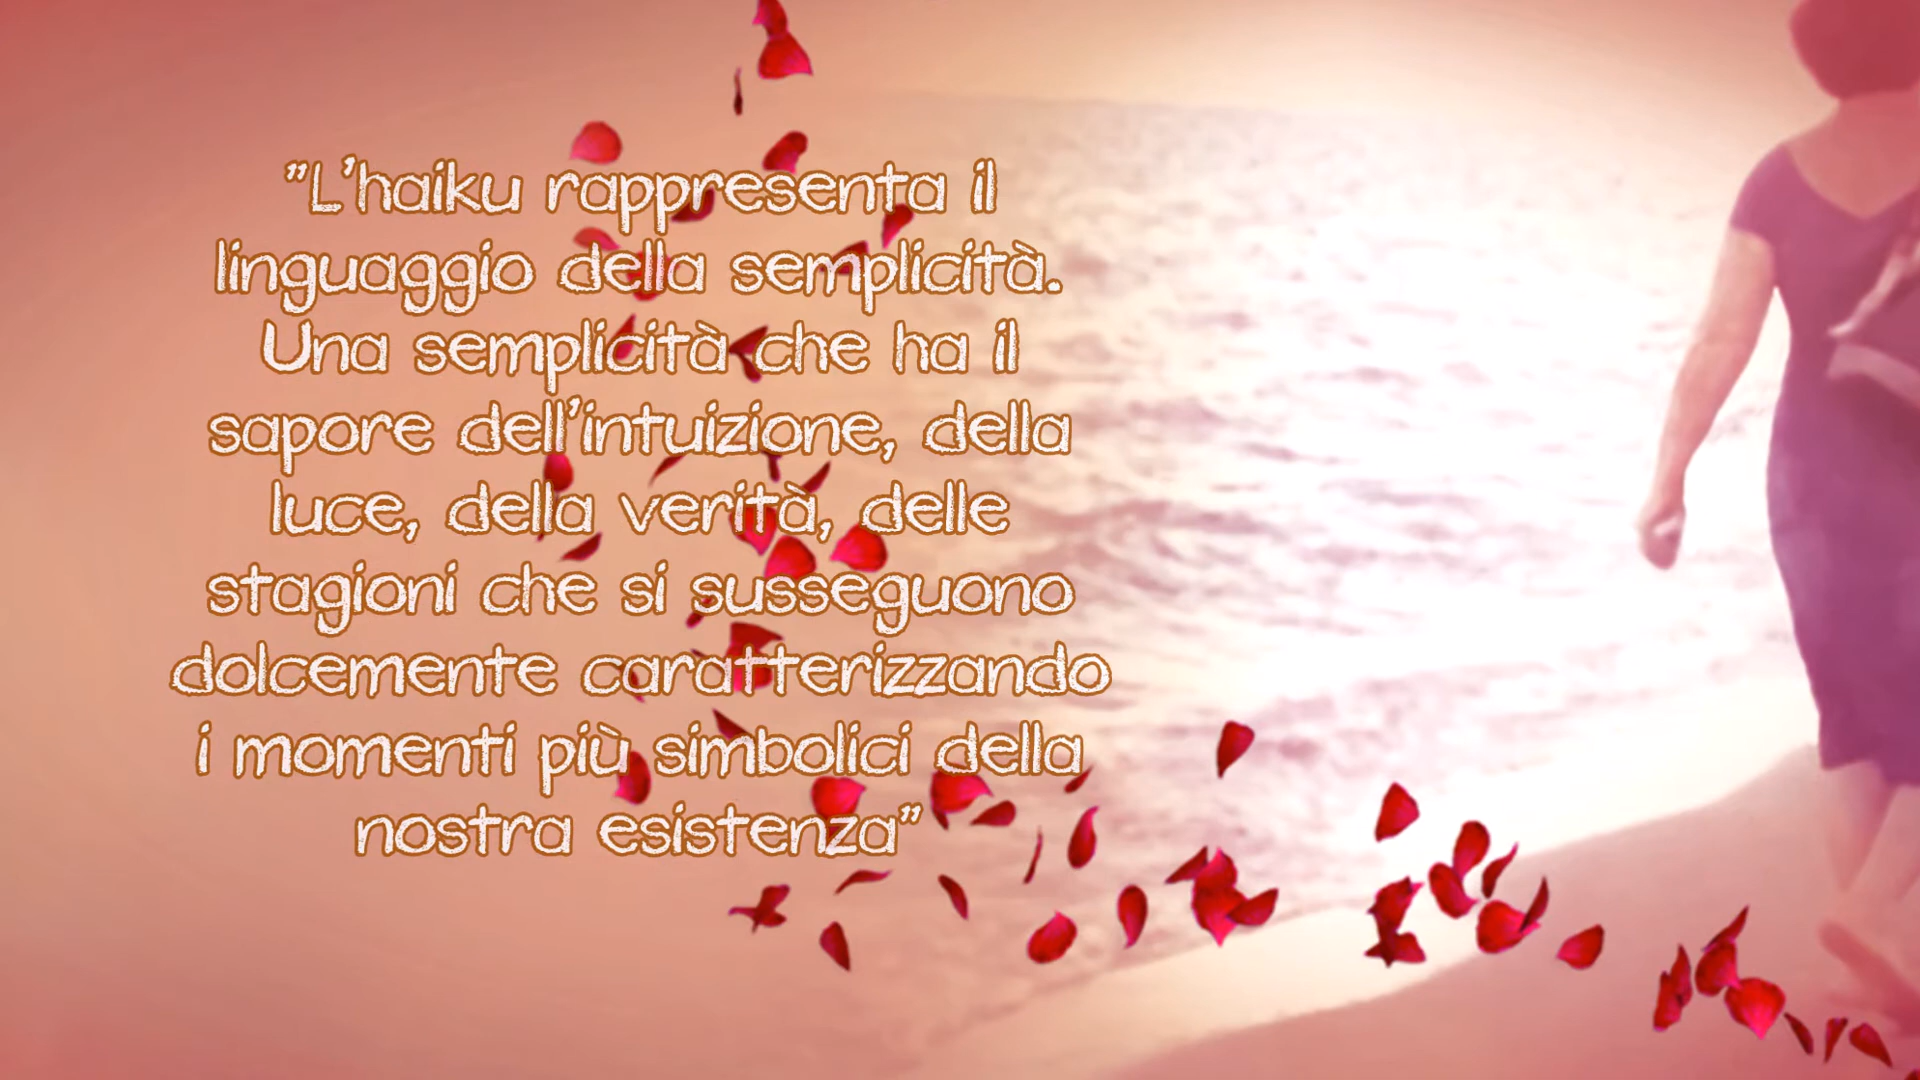 "L'haiku rappresenta il
linguaggio della semplicità.
Una semplicità che ha il
sapore dell'intuizione, della
luce, della verità, delle
stagioni che si susseguono
dolcemente caratterizzando
i momenti più simbolici della
nostra esistenza"